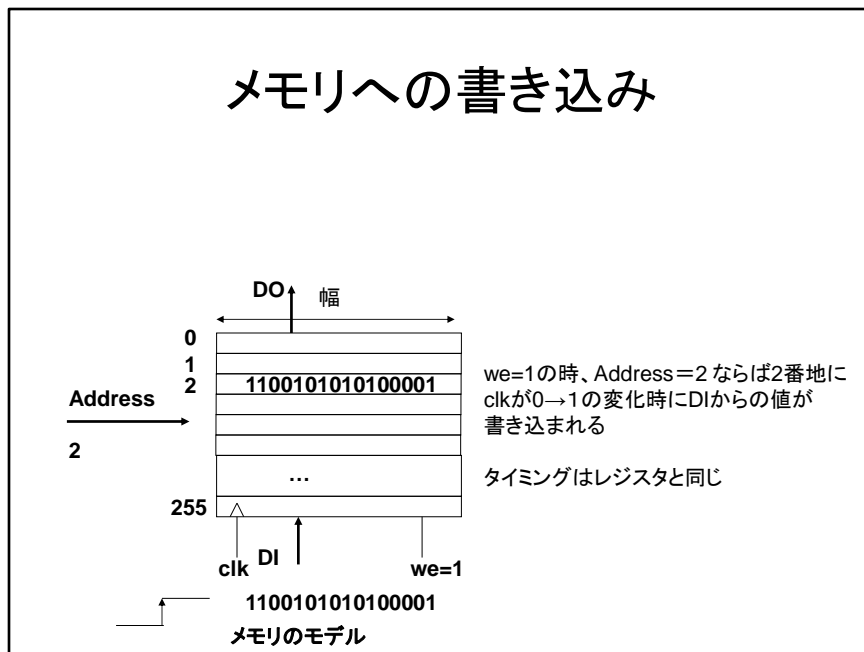 メモリへの書き込み
DO
幅
0
1
2
1100101010100001
Address
2
...
255
we=1の時、Address=2 ならば2番地に
clkが0→1の変化時にDIからの値が
書き込まれる
タイミングはレジスタと同じ
clk
DI
we=1
1100101010100001
メモリのモデル